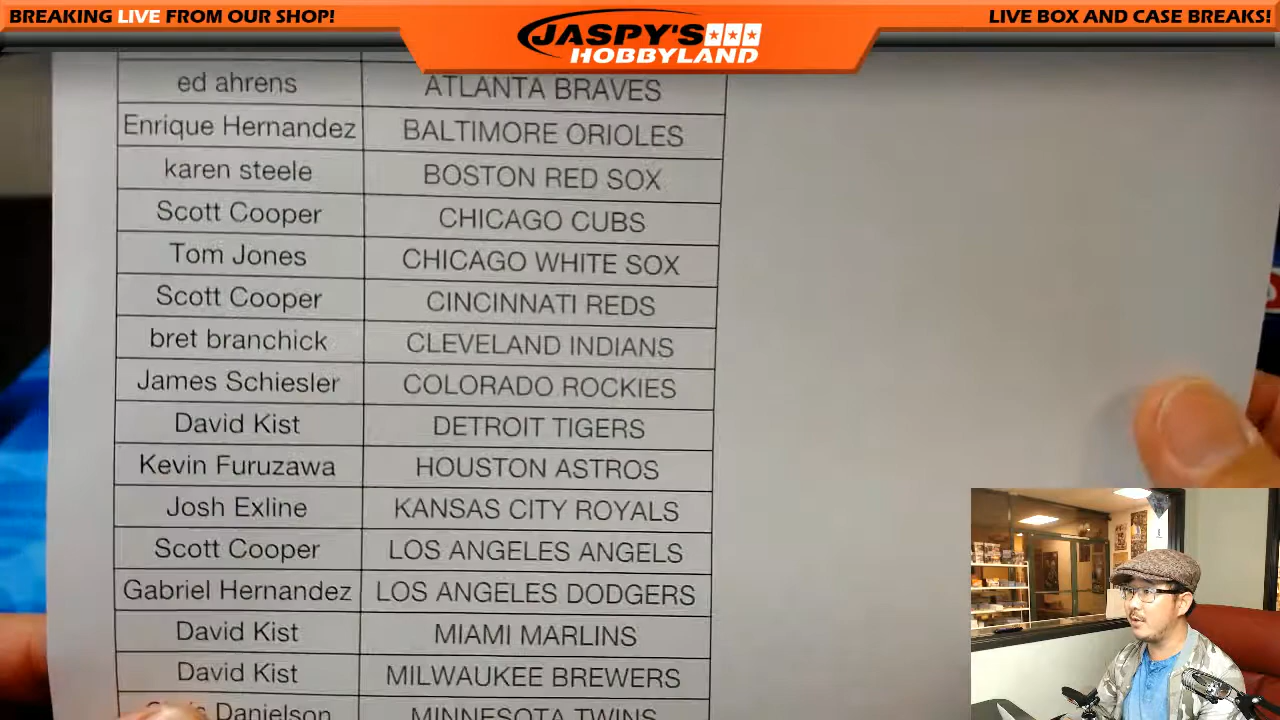 BREAKING LIVE FROM OUR SHOP!
JASPY'S
HOBBYLAND
LIVE BOX AND CASE BREAKS!
ed ahrens ATLANTA BRAVES
Enrique Hernandez BALTIMORE ORIOLES
karen steele BOSTON RED SOX
Scott Cooper CHICAGO CUBS
Tom Jones CHICAGO WHITE SOX
Scott Cooper CINCINNATI REDS
bret branchick CLEVELAND INDIANS
James Schiesler COLORADO ROCKIES
David Kist DETROIT TIGERS
Kevin Furuzawa HOUSTON ASTROS
Josh Exline KANSAS CITY ROYALS
Scott Cooper LOS ANGELES ANGELS
Gabriel Hernandez LOS ANGELES DODGERS
David Kist MIAMI MARLINS
David Kist MILWAUKEE BREWERS
Danielson MINNESOTA TWINS